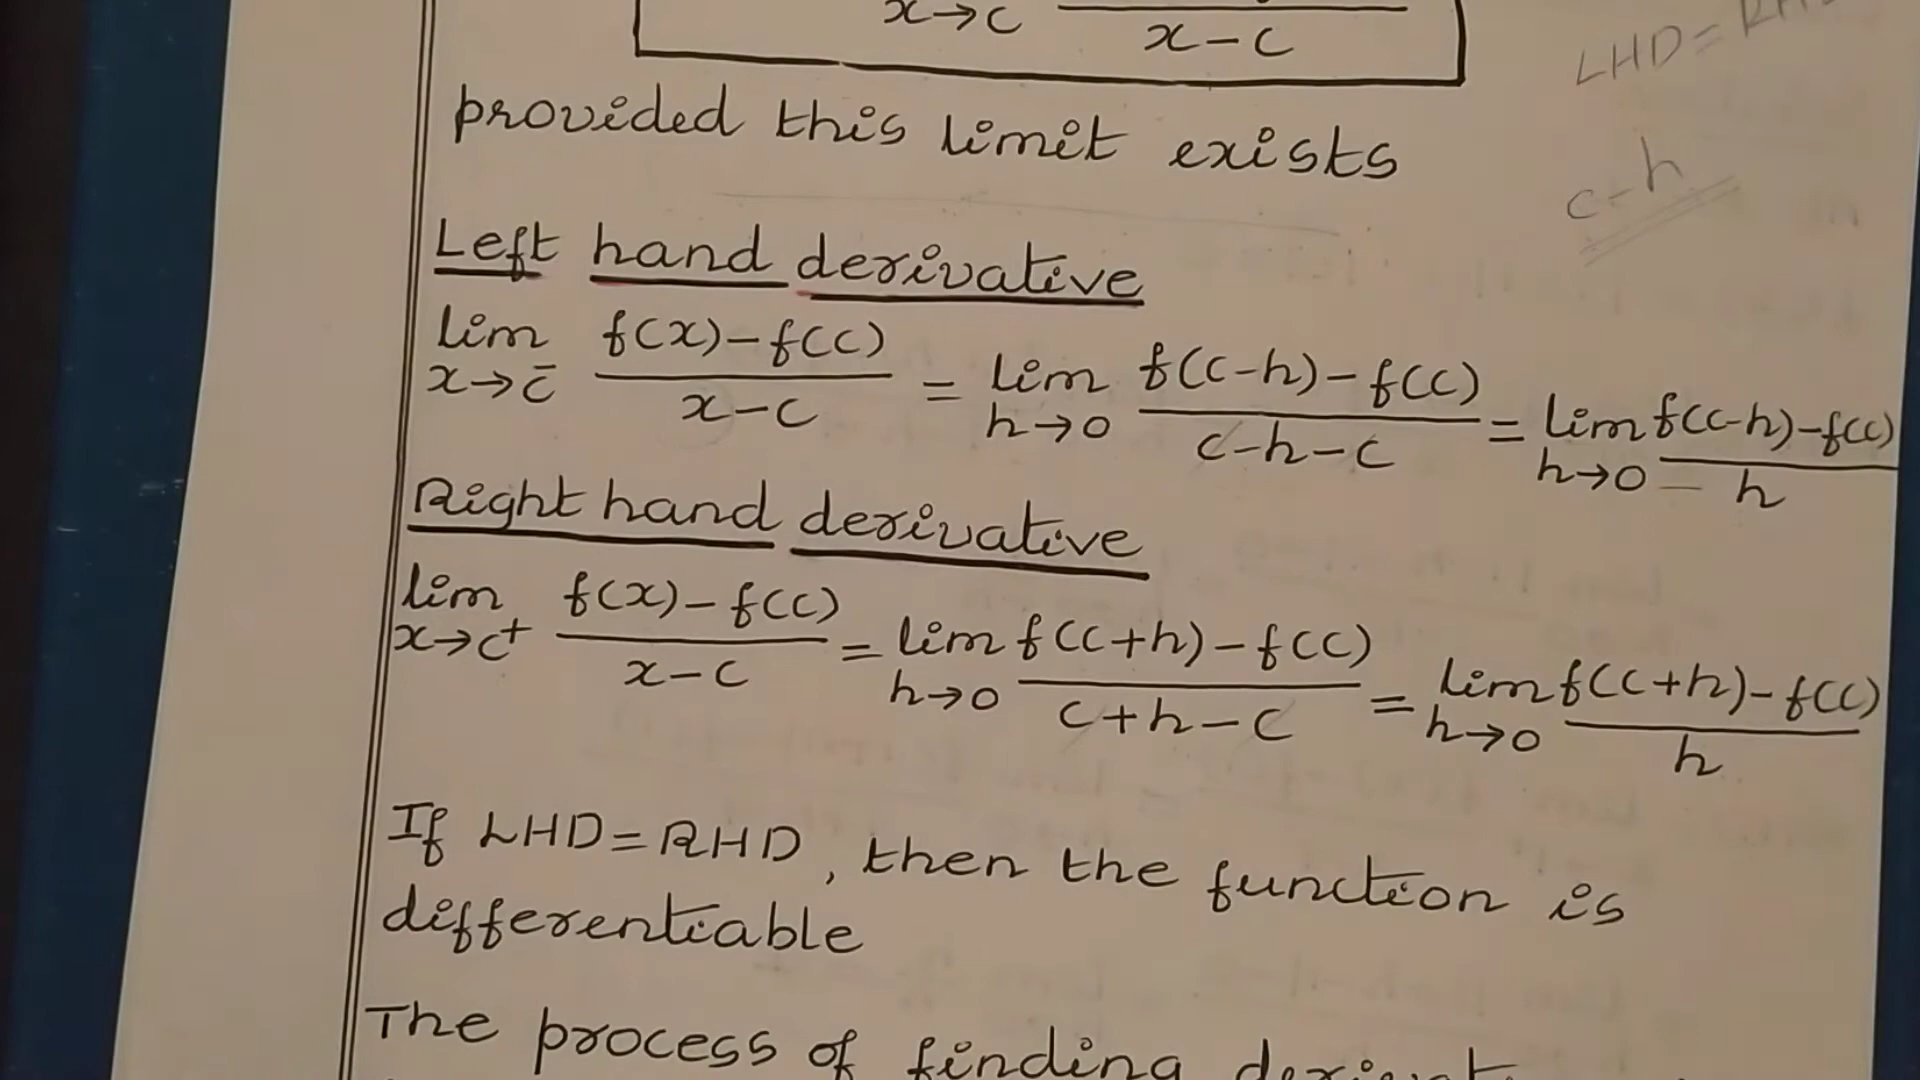 x→c x-c
LHD=RHD
provided this limit exists
c-h
Left hand derivative
lim x→c⁻ f(x)-f(c) / x-c = lim h→0 f(c-h)-f(c) / c-h-c = lim h→0 f(c-h)-f(c) / -h
Right hand derivative
lim x→c⁺ f(x)-f(c) / x-c = lim h→0 f(c+h)-f(c) / c+h-c = lim h→0 f(c+h)-f(c) / h
If LHD=RHD, then the function is
differentiable
The process of finding